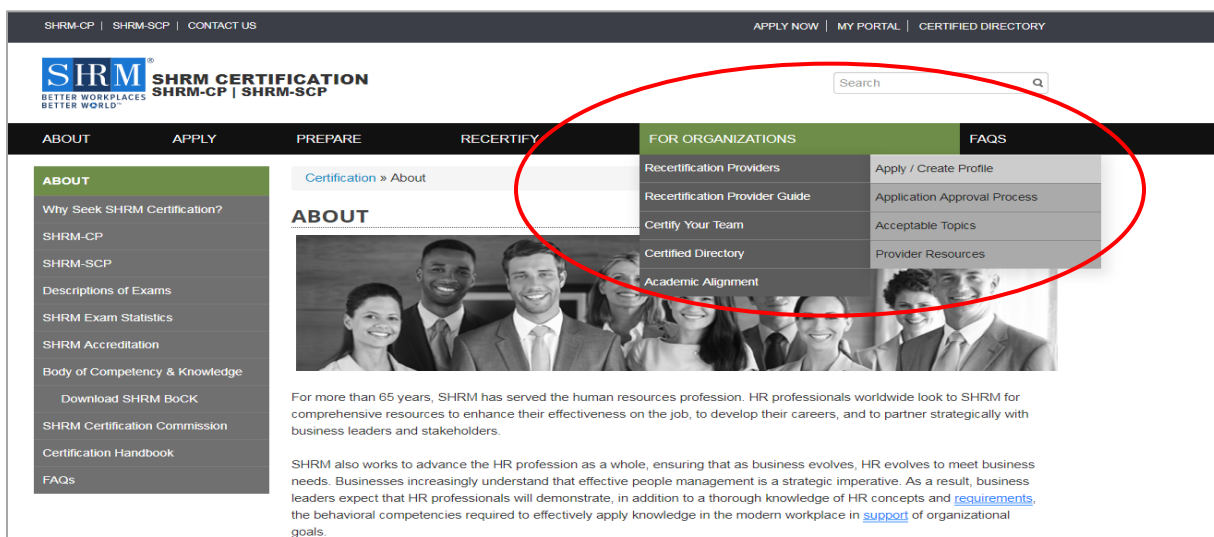 SHRM-CP | SHRM-SCP | CONTACT US
APPLY NOW | MY PORTAL | CERTIFIED DIRECTORY
SHRM®
BETTER WORKPLACES
BETTER WORLD™
SHRM CERTIFICATION
SHRM-CP | SHRM-SCP
Search
ABOUT APPLY PREPARE RECERTIFY FOR ORGANIZATIONS FAQS
ABOUT
Why Seek SHRM Certification?
SHRM-CP
SHRM-SCP
Descriptions of Exams
SHRM Exam Statistics
SHRM Accreditation
Body of Competency & Knowledge
Download SHRM BoCK
SHRM Certification Commission
Certification Handbook
FAQs
Certification » About
ABOUT
Recertification Providers
Recertification Provider Guide
Certify Your Team
Certified Directory
Academic Alignment
Apply / Create Profile
Application Approval Process
Acceptable Topics
Provider Resources
For more than 65 years, SHRM has served the human resources profession. HR professionals worldwide look to SHRM for
comprehensive resources to enhance their effectiveness on the job, to develop their careers, and to partner strategically with
business leaders and stakeholders.
SHRM also works to advance the HR profession as a whole, ensuring that as business evolves, HR evolves to meet business
needs. Businesses increasingly understand that effective people management is a strategic imperative. As a result, business
leaders expect that HR professionals will demonstrate, in addition to a thorough knowledge of HR concepts and requirements,
the behavioral competencies required to effectively apply knowledge in the modern workplace in support of organizational
goals.